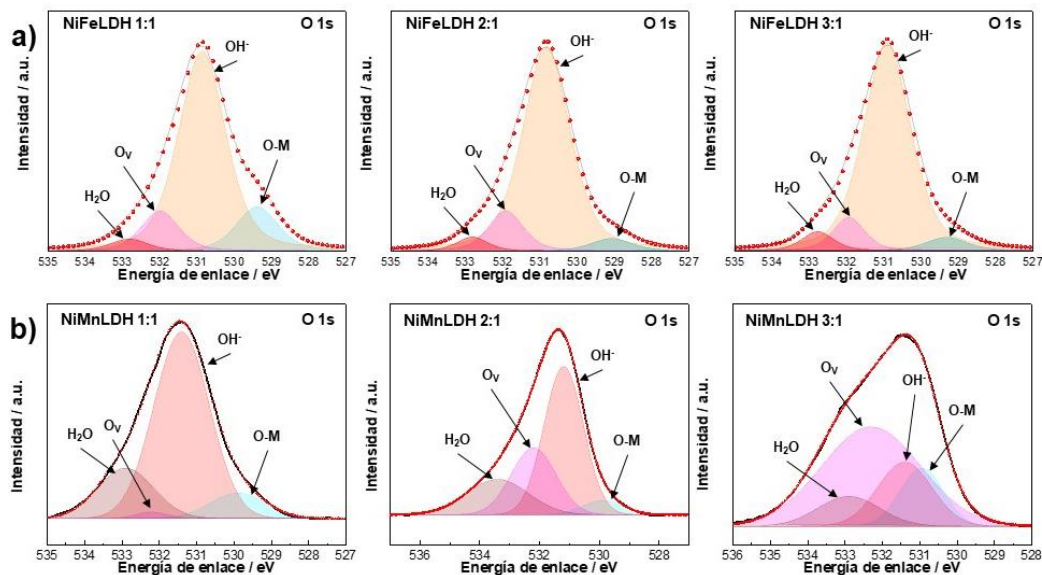 a)
NiFeLDH 1:1
O 1s
OH⁻
O-M
Oᵥ
H₂O
Intensidad / a.u.
535 534 533 532 531 530 529 528 527
Energía de enlace / eV
NiFeLDH 2:1
O 1s
OH⁻
Oᵥ
H₂O
O-M
Intensidad / a.u.
535 534 533 532 531 530 529 528 527
Energía de enlace / eV
NiFeLDH 3:1
O 1s
OH⁻
Oᵥ
H₂O
O-M
Intensidad / a.u.
535 534 533 532 531 530 529 528 527
Energía de enlace / eV
b)
NiMnLDH 1:1
O 1s
OH⁻
Oᵥ
H₂O
O-M
Intensidad / a.u.
535 534 533 532 531 530 529 528 527
Energía de enlace / eV
NiMnLDH 2:1
O 1s
OH⁻
Oᵥ
H₂O
O-M
Intensidad / a.u.
536 534 532 530 528
Energía de enlace / eV
NiMnLDH 3:1
O 1s
Oᵥ
OH⁻
O-M
H₂O
Intensidad / a.u.
536 535 534 533 532 531 530 529 528
Energía de enlace / eV